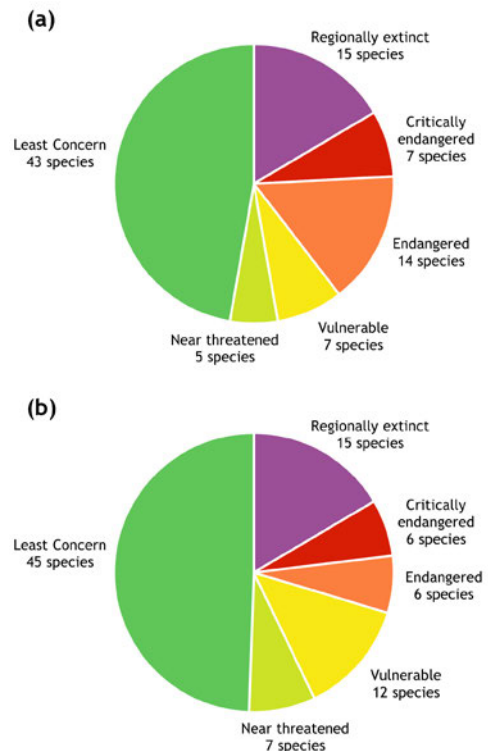 (a)
Regionally extinct
15 species
Critically
endangered
7 species
Endangered
14 species
Vulnerable
7 species
Near threatened
5 species
Least Concern
43 species
(b)
Regionally extinct
15 species
Critically
endangered
6 species
Endangered
6 species
Vulnerable
12 species
Near threatened
7 species
Least Concern
45 species